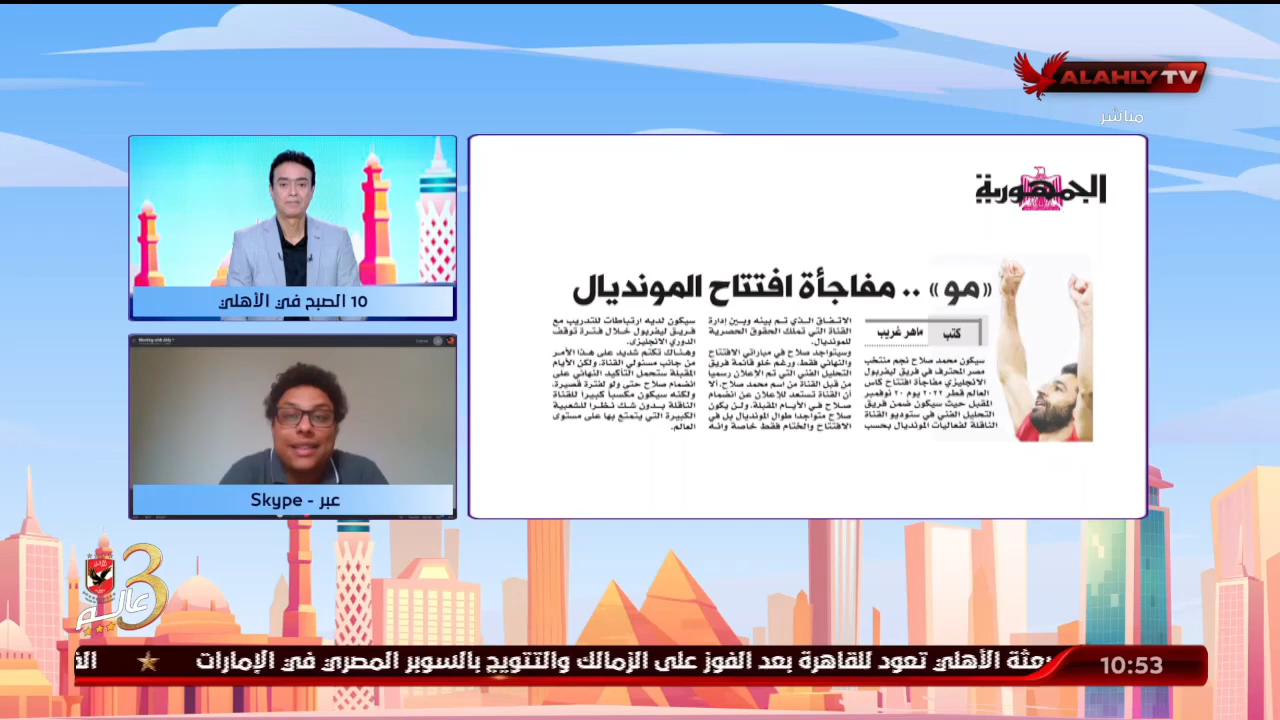 ALAHLY TV
مباشر
الجمهورية
«مو» .. مفاجأة افتتاح المونديال
كتب
ماهر غريب
سيكون محمد صلاح نجم منتخب
مصر المحترف في فريق ليفربول
الانجليزي مفاجأة افتتاح كأس
العالم قطر ٢٠٢٢ يوم ٢٠ نوفمبر
المقبل حيث سيكون ضمن فريق
التحليل الفني في ستوديو القناة
الناقلة لفعاليات المونديال بحسب
الاتفاق الذي تم بينه وبين إدارة
القناة التي تملك الحقوق الحصرية
للمونديال.
وسيتواجد صلاح في مباراتي الافتتاح
والنهائي فقط، ورغم خلو قائمة فريق
التحليل الفني التي تم الإعلان رسميا
من قبل القناة من اسم محمد صلاح، ألا
أن القناة تستعد للإعلان عن انضمام
صلاح في الأيام المقبلة، ولن يكون
صلاح متواجدا طوال المونديال بل في
الافتتاح والختام فقط خاصة وانه
سيكون لديه ارتباطات للتدريب مع
فريق ليفربول خلال فترة توقف
الدوري الانجليزي.
وهناك تكتم شديد على هذا الأمر
من جانب مسئولي القناة، ولكن الأيام
المقبلة ستحمل التأكيد النهائي على
انضمام صلاح حتى ولو لفترة قصيرة،
ولكنه سيكون مكسبا كبيرا للقناة
الناقلة بدون شك نظرا للشعبية
الكبيرة التي يتمتع بها على مستوى
العالم.
10 الصبح في الأهلي
عبر - Skype
3
عالم
10:53
بعثة الأهلي تعود للقاهرة بعد الفوز على الزمالك والتتويج بالسوبر المصري في الإمارات